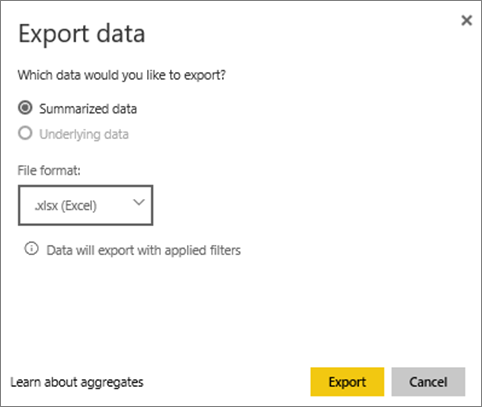 Export data
Which data would you like to export?
Summarized data
Underlying data
File format:
.xlsx (Excel)
Data will export with applied filters
Learn about aggregates
Export
Cancel